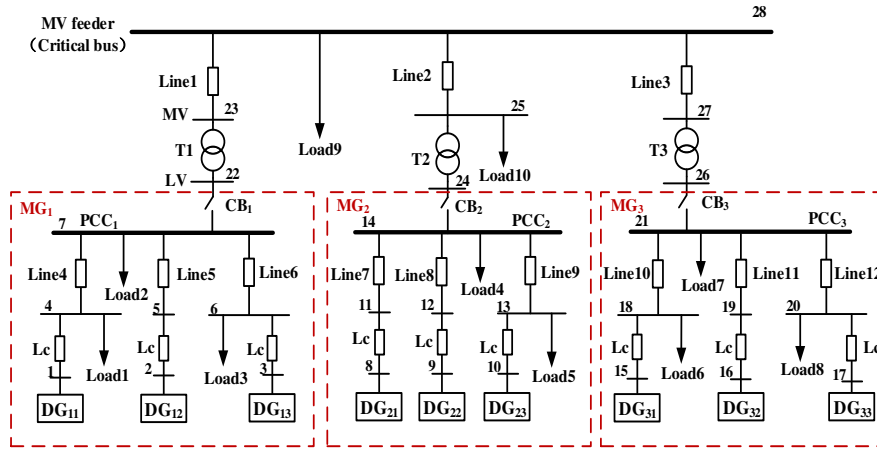 MV feeder
（Critical bus）
28
Line1
Line2
Line3
MV
23
25
27
T1
Load9
T2
Load10
T3
LV
22
24
26
MG1
CB1
MG2
CB2
MG3
CB3
7
PCC1
14
PCC2
21
PCC3
Line4
Load2
Line5
Line6
Line7
Line8
Load4
Line9
Line10
Load7
Line11
Line12
4
5
6
11
12
13
18
19
20
Lc
Load1
Lc
Load3
Lc
Lc
Lc
Lc
Load5
Lc
Load6
Lc
Load8
Lc
1
2
3
8
9
10
15
16
17
DG11
DG12
DG13
DG21
DG22
DG23
DG31
DG32
DG33